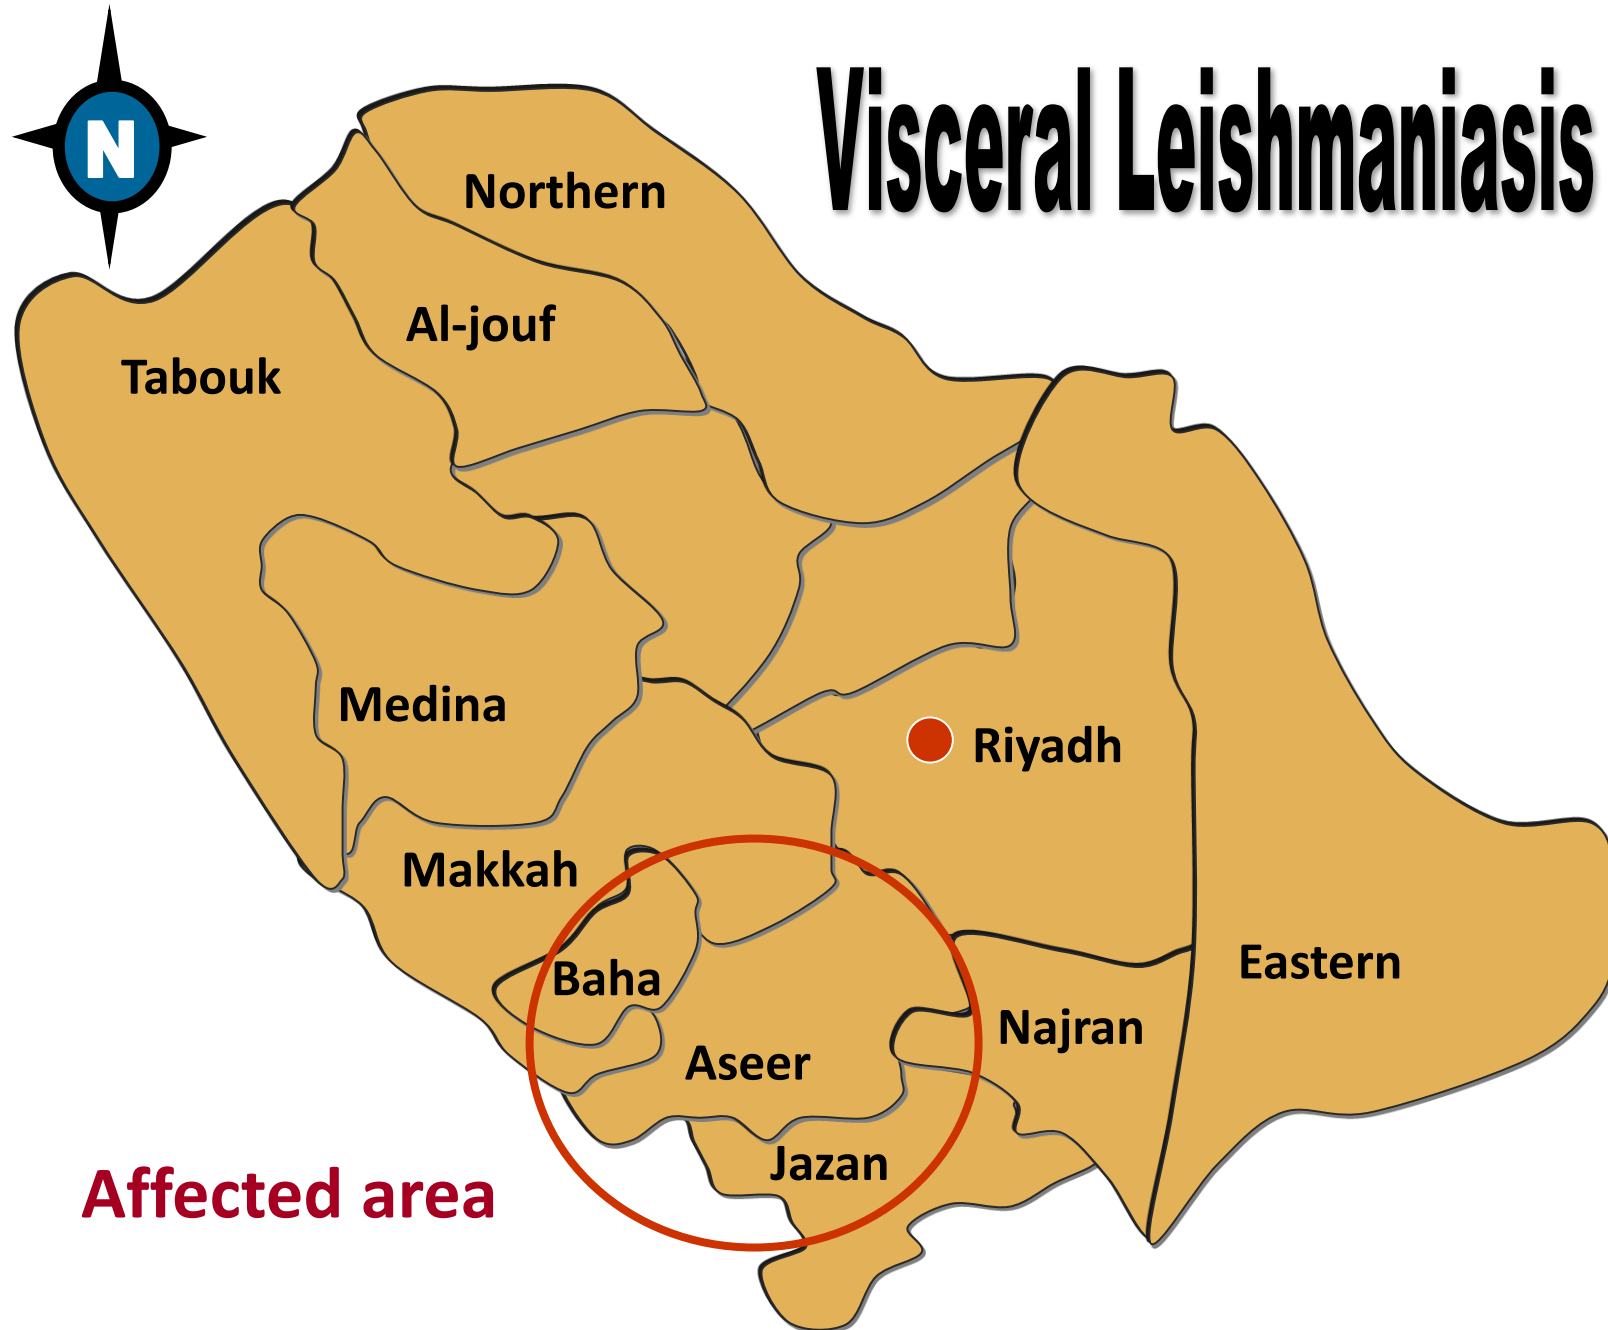 N
Visceral Leishmaniasis
Northern
Al-jouf
Tabouk
Medina
Riyadh
Makkah
Baha
Eastern
Najran
Aseer
Jazan
Affected area